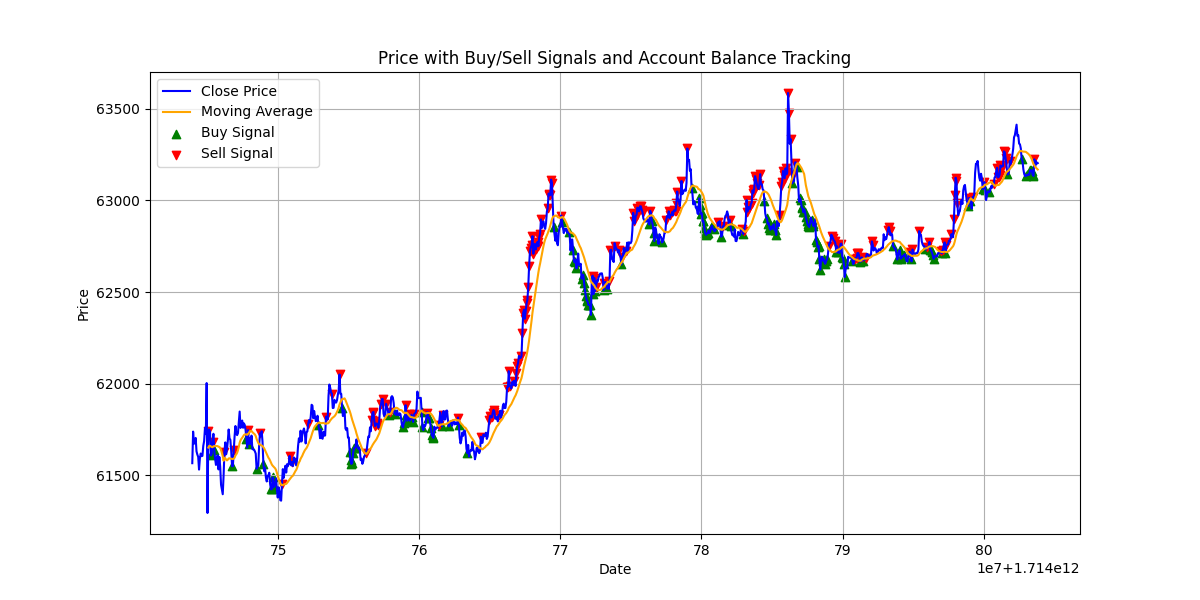 Price with Buy/Sell Signals and Account Balance Tracking
Close Price
Moving Average
Buy Signal
Sell Signal
Price
63500
63000
62500
62000
61500
75 76 77 78 79 80
Date
1e7+1.714e12